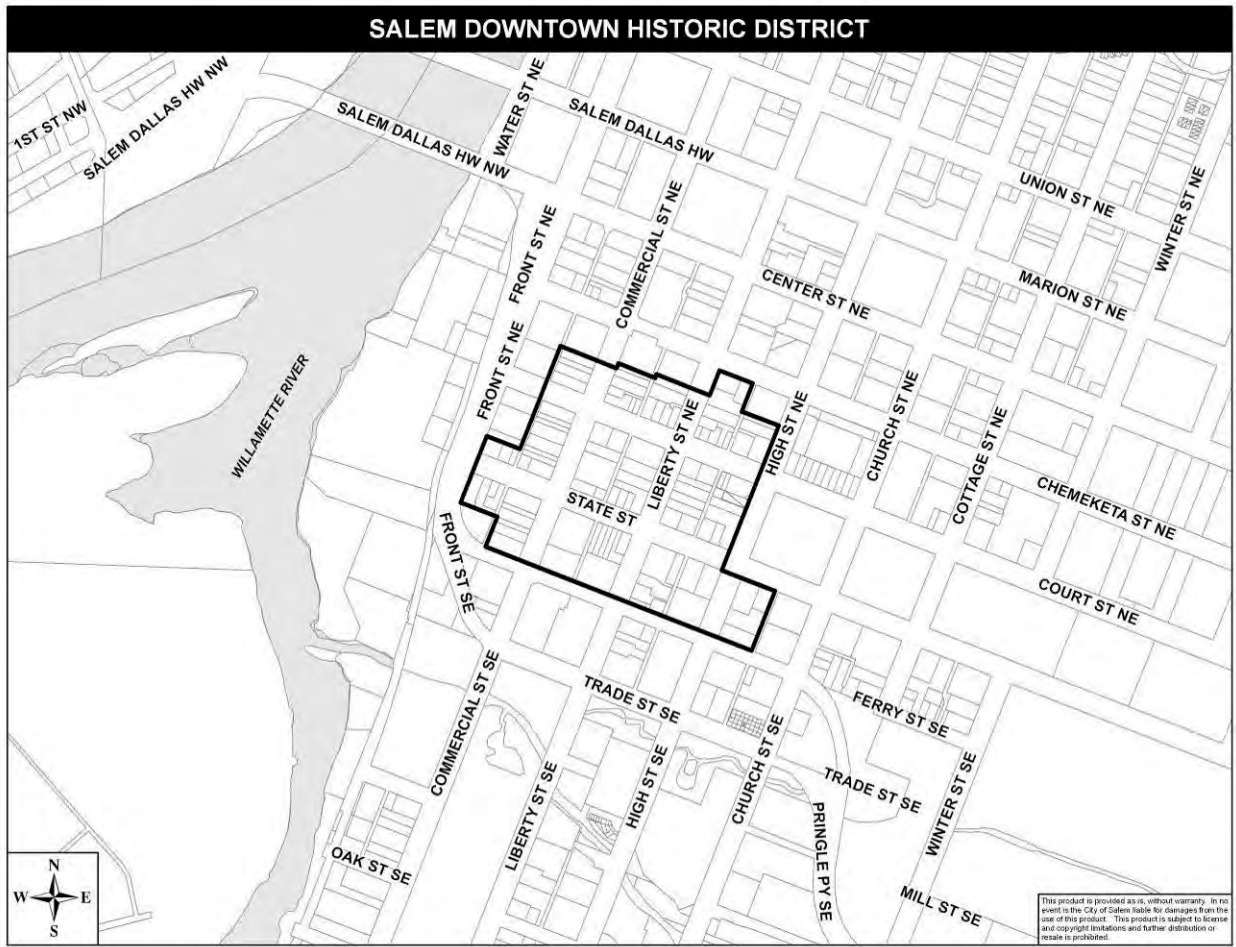 SALEM DOWNTOWN HISTORIC DISTRICT
1ST ST NW
SALEM DALLAS HW NW
SALEM DALLAS HW NW
WATER ST NE
SALEM DALLAS HW
UNION ST NE
WINTER ST NE
FRONT ST NE
COMMERCIAL ST NE
CENTER ST NE
MARION ST NE
WILLAMETTE RIVER
FRONT ST NE
LIBERTY ST NE
HIGH ST NE
CHURCH ST NE
COTTAGE ST NE
CHEMEKETA ST NE
STATE ST
FRONT ST SE
COURT ST NE
COMMERCIAL ST SE
TRADE ST SE
FERRY ST SE
LIBERTY ST SE
HIGH ST SE
CHURCH ST SE
TRADE ST SE
WINTER ST SE
PRINGLE PY SE
OAK ST SE
MILL ST SE
N
W E
S
This product is provided as is, without warranty. In no
event is the City of Salem liable for damages from the
use of this product. This product is subject to license
and copyright limitations and further distribution or
resale is prohibited.